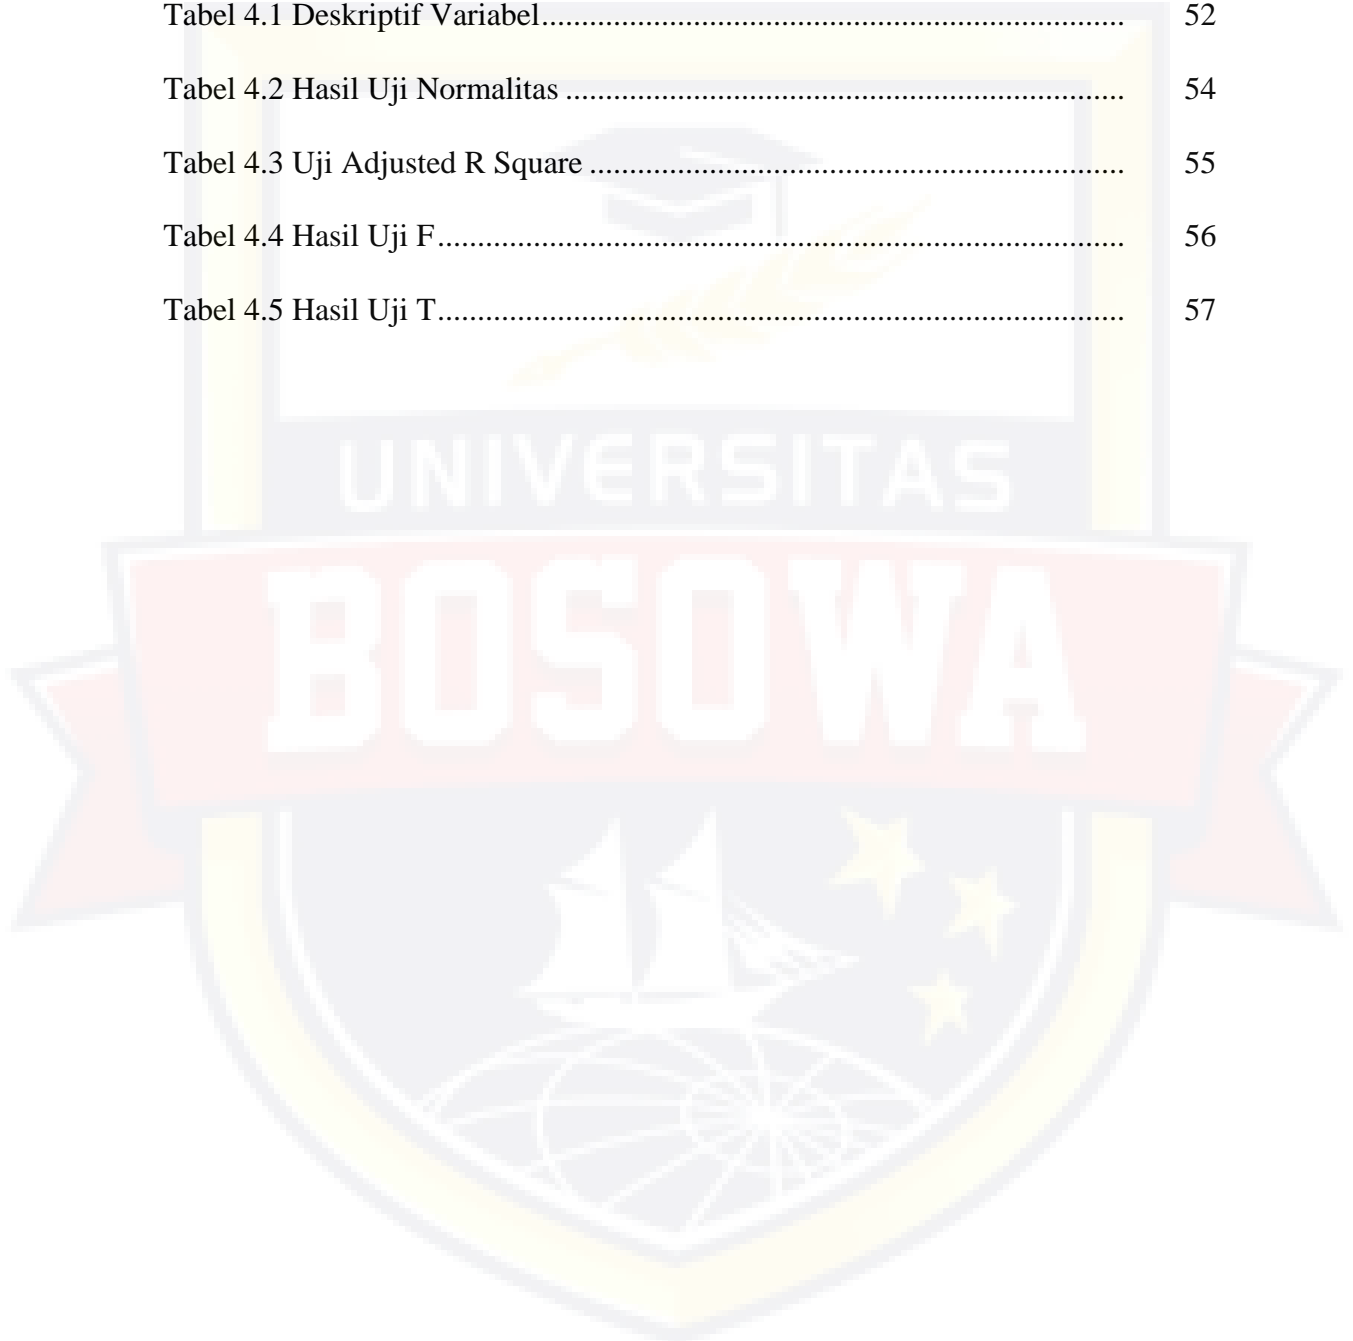 Tabel 4.1 Deskriptif Variabel......................................................................... 52
Tabel 4.2 Hasil Uji Normalitas ...................................................................... 54
Tabel 4.3 Uji Adjusted R Square ................................................................... 55
Tabel 4.4 Hasil Uji F...................................................................................... 56
Tabel 4.5 Hasil Uji T...................................................................................... 57
UNIVERSITAS
BOSOWA